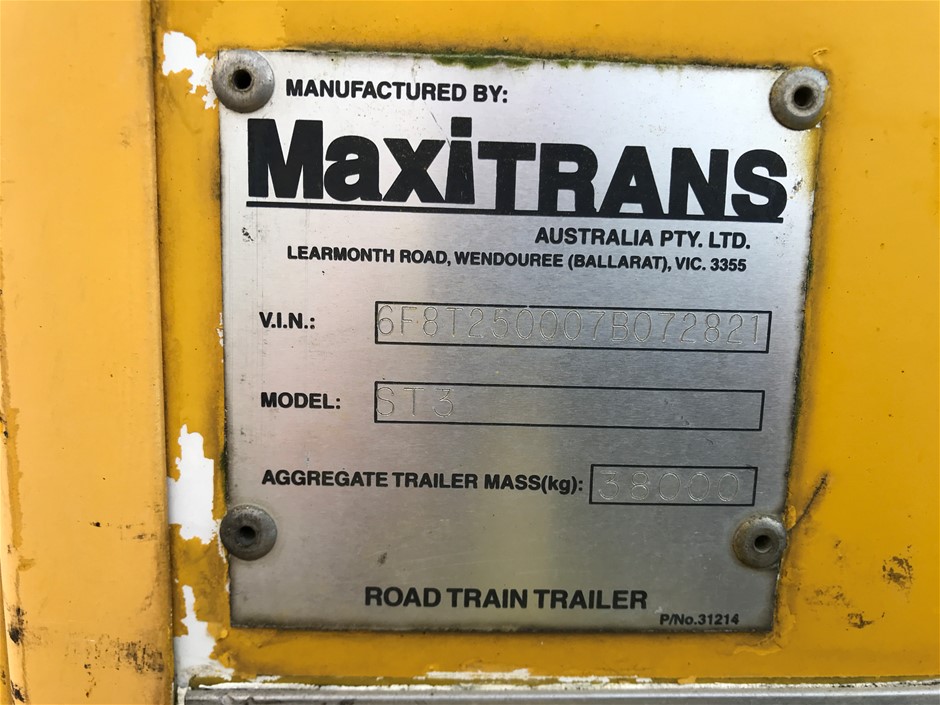 MANUFACTURED BY:
MaxiTRANS
AUSTRALIA PTY. LTD.
LEARMONTH ROAD, WENDOUREE (BALLARAT), VIC. 3355
V.I.N.: 6F8T250007B072821
MODEL: ST3
AGGREGATE TRAILER MASS(kg): 38000
ROAD TRAIN TRAILER
P/No.31214